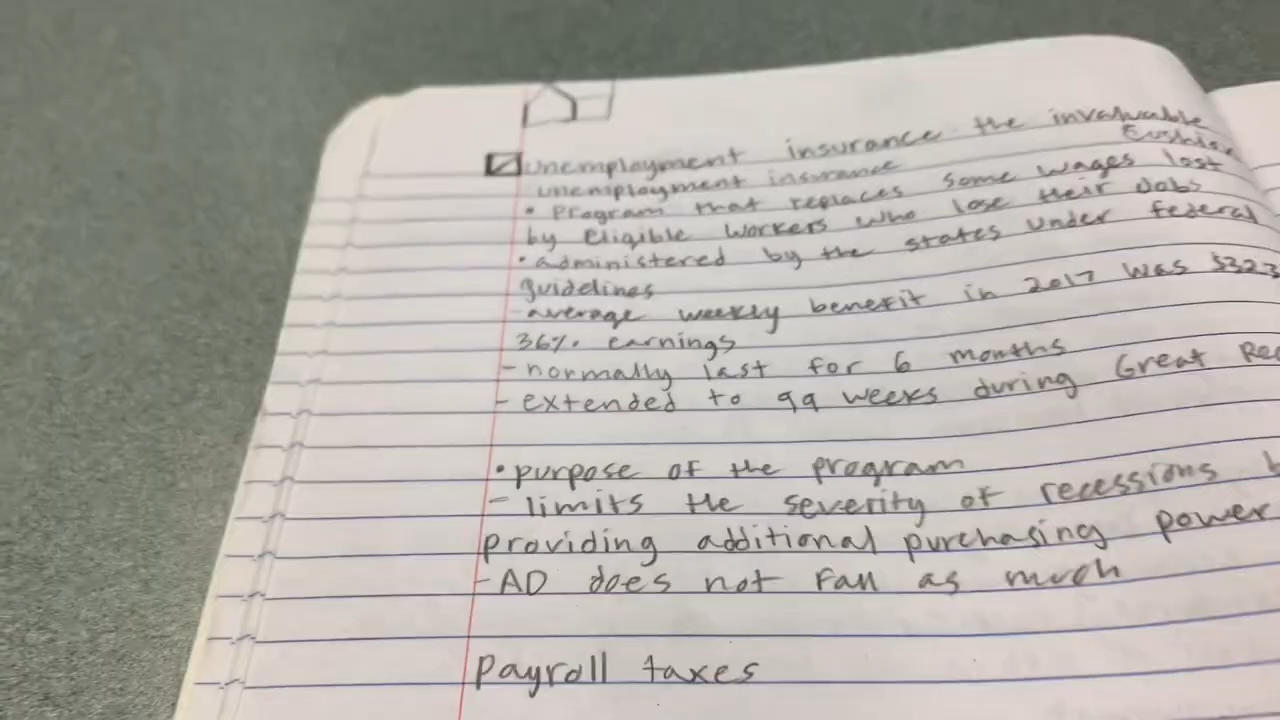 unemployment insurance the invaluable
Cushion
unemployment insurance
• Program that replaces some wages lost
by eligible workers who lose their Jobs
• administered by the states under federal
guidelines
- average weekly benefit in 2017 was $323
36% earnings
- normally last for 6 months
- extended to 99 weeks during Great Rec
• purpose of the program
- limits the severity of recessions b
providing additional purchasing power
- AD does not fall as much
payroll taxes